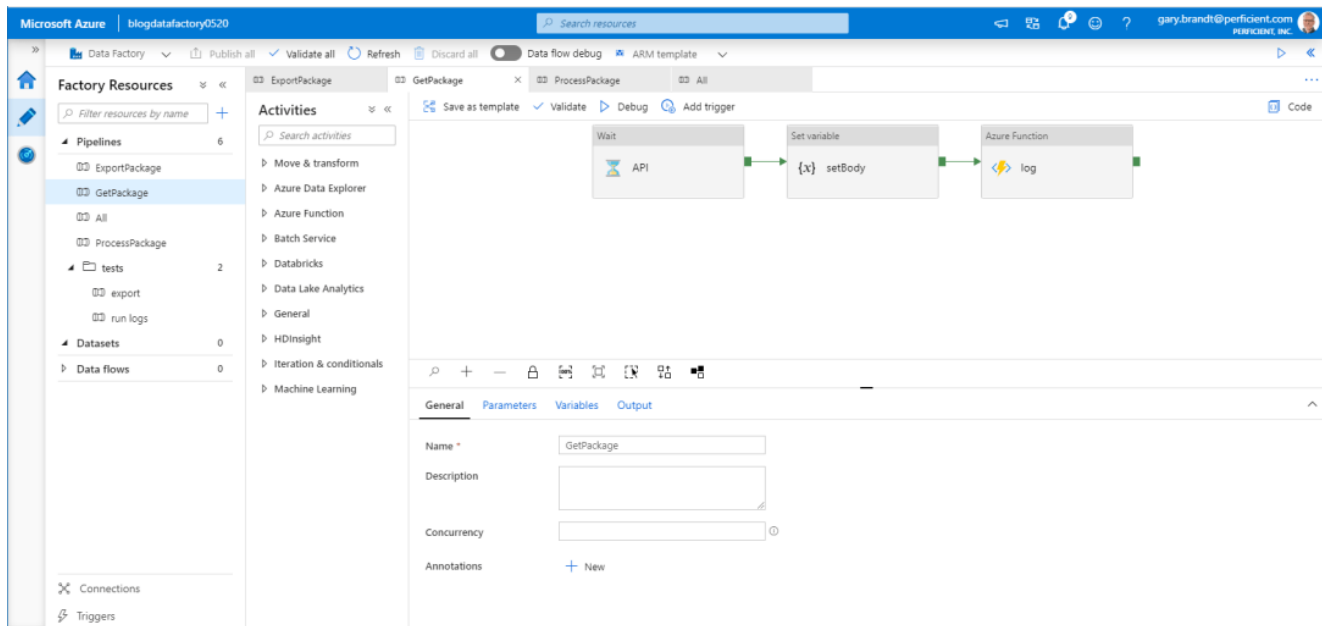 Microsoft Azure blogdatafactory0520 Search resources ? gary.brandt@perficient.com
PERFICIENT, INC.
Data Factory Publish all Validate all Refresh Discard all Data flow debug ARM template
Factory Resources
Filter resources by name
Pipelines 6
ExportPackage
GetPackage
All
ProcessPackage
tests 2
export
run logs
Datasets 0
Data flows 0
Connections
Triggers
ExportPackage GetPackage ProcessPackage All
Activities
Search activities
Move & transform
Azure Data Explorer
Azure Function
Batch Service
Databricks
Data Lake Analytics
General
HDInsight
Iteration & conditionals
Machine Learning
Save as template Validate Debug Add trigger Code
Wait
API
Set variable
{x} setBody
Azure Function
log
General Parameters Variables Output
Name *
GetPackage
Description
Concurrency
Annotations
New